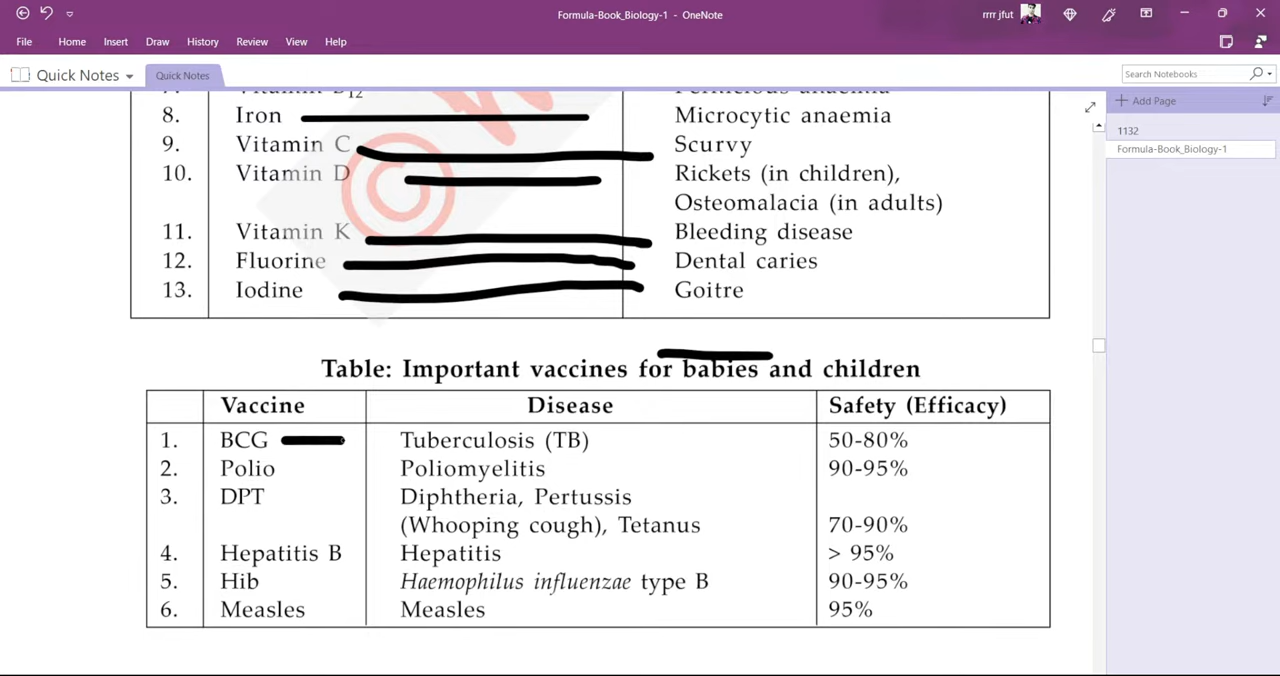 Formula-Book_Biology-1 - OneNote
rrrr jfut
File Home Insert Draw History Review View Help
Quick Notes
Quick Notes
Search Notebooks
Add Page
1132
Formula-Book_Biology-1
8. Iron Microcytic anaemia
9. Vitamin C Scurvy
10. Vitamin D Rickets (in children),
Osteomalacia (in adults)
11. Vitamin K Bleeding disease
12. Fluorine Dental caries
13. Iodine Goitre
Table: Important vaccines for babies and children
Vaccine Disease Safety (Efficacy)
1. BCG Tuberculosis (TB) 50-80%
2. Polio Poliomyelitis 90-95%
3. DPT Diphtheria, Pertussis
(Whooping cough), Tetanus 70-90%
4. Hepatitis B Hepatitis > 95%
5. Hib Haemophilus influenzae type B 90-95%
6. Measles Measles 95%